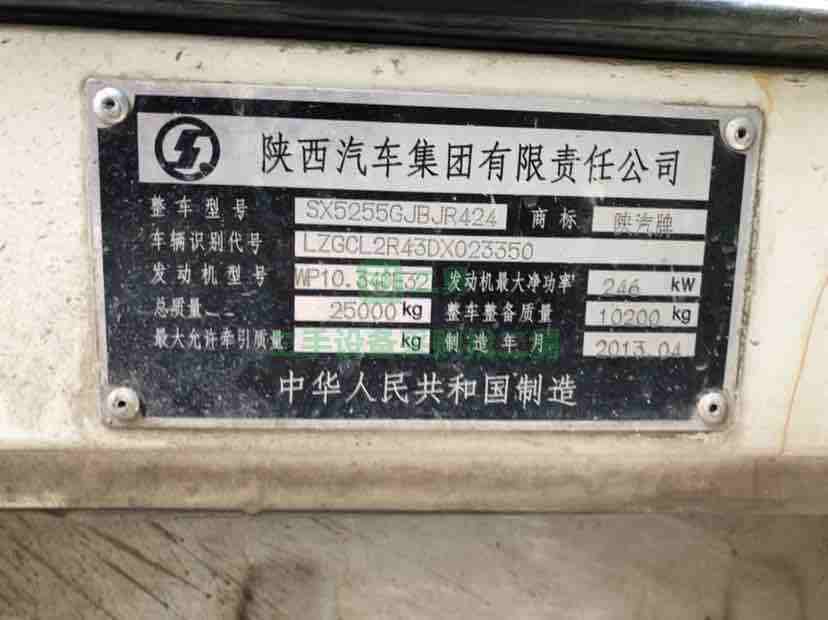 陕西汽车集团有限责任公司
整车型号 SX5255GJBJR424 商标 陕汽牌
车辆识别代号 LZGCL2R43DX023350
发动机型号 WP10.340E32 发动机最大净功率 246 kW
总质量 25000 kg 整车整备质量 10200 kg
最大允许牵引质量 kg 制造年月 2013.04
中华人民共和国制造